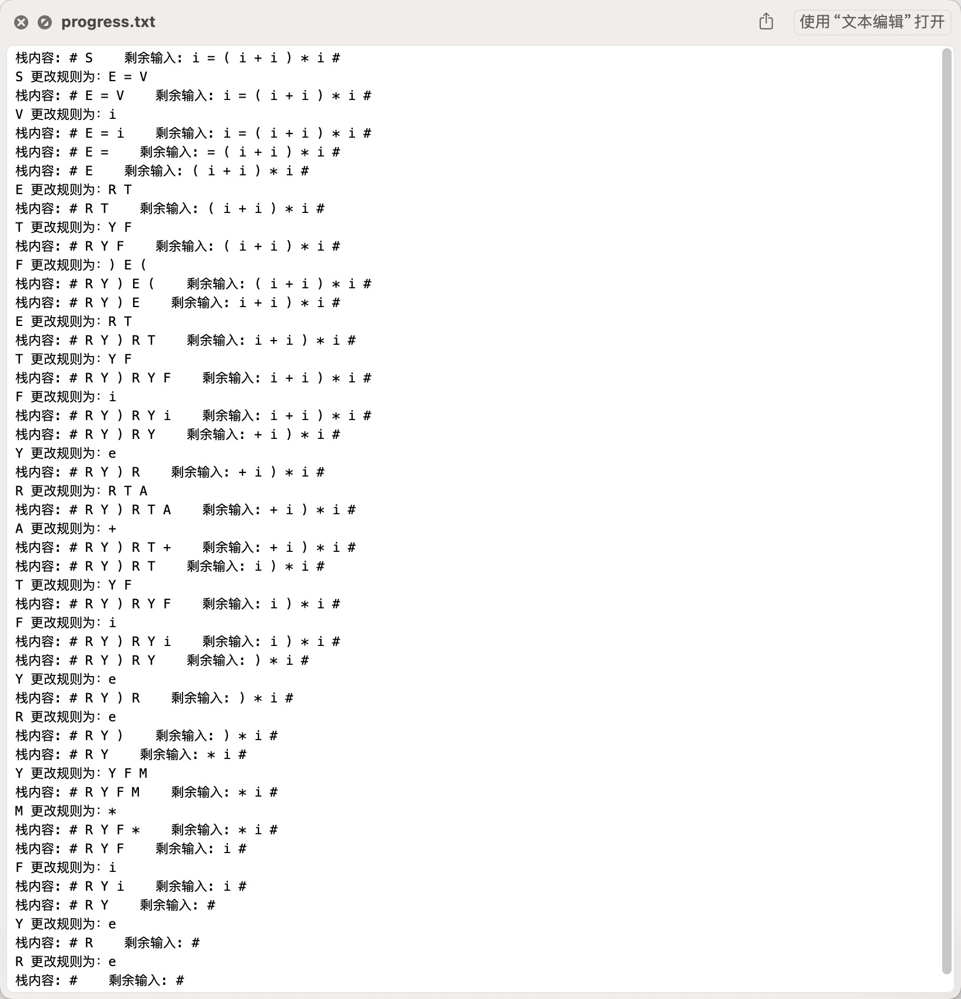 progress.txt
使用“文本编辑”打开
栈内容: # S    剩余输入: i = ( i + i ) * i #
S 更改规则为: E = V
栈内容: # E = V    剩余输入: i = ( i + i ) * i #
V 更改规则为: i
栈内容: # E = i    剩余输入: i = ( i + i ) * i #
栈内容: # E =    剩余输入: = ( i + i ) * i #
栈内容: # E    剩余输入: ( i + i ) * i #
E 更改规则为: R T
栈内容: # R T    剩余输入: ( i + i ) * i #
T 更改规则为: Y F
栈内容: # R Y F    剩余输入: ( i + i ) * i #
F 更改规则为: ) E (
栈内容: # R Y ) E (    剩余输入: ( i + i ) * i #
栈内容: # R Y ) E    剩余输入: i + i ) * i #
E 更改规则为: R T
栈内容: # R Y ) R T    剩余输入: i + i ) * i #
T 更改规则为: Y F
栈内容: # R Y ) R Y F    剩余输入: i + i ) * i #
F 更改规则为: i
栈内容: # R Y ) R Y i    剩余输入: i + i ) * i #
栈内容: # R Y ) R Y    剩余输入: + i ) * i #
Y 更改规则为: e
栈内容: # R Y ) R    剩余输入: + i ) * i #
R 更改规则为: R T A
栈内容: # R Y ) R T A    剩余输入: + i ) * i #
A 更改规则为: +
栈内容: # R Y ) R T +    剩余输入: + i ) * i #
栈内容: # R Y ) R T    剩余输入: i ) * i #
T 更改规则为: Y F
栈内容: # R Y ) R Y F    剩余输入: i ) * i #
F 更改规则为: i
栈内容: # R Y ) R Y i    剩余输入: i ) * i #
栈内容: # R Y ) R Y    剩余输入: ) * i #
Y 更改规则为: e
栈内容: # R Y ) R    剩余输入: ) * i #
R 更改规则为: e
栈内容: # R Y )    剩余输入: ) * i #
栈内容: # R Y    剩余输入: * i #
Y 更改规则为: Y F M
栈内容: # R Y F M    剩余输入: * i #
M 更改规则为: *
栈内容: # R Y F *    剩余输入: * i #
栈内容: # R Y F    剩余输入: i #
F 更改规则为: i
栈内容: # R Y i    剩余输入: i #
栈内容: # R Y    剩余输入: #
Y 更改规则为: e
栈内容: # R    剩余输入: #
R 更改规则为: e
栈内容: #    剩余输入: #